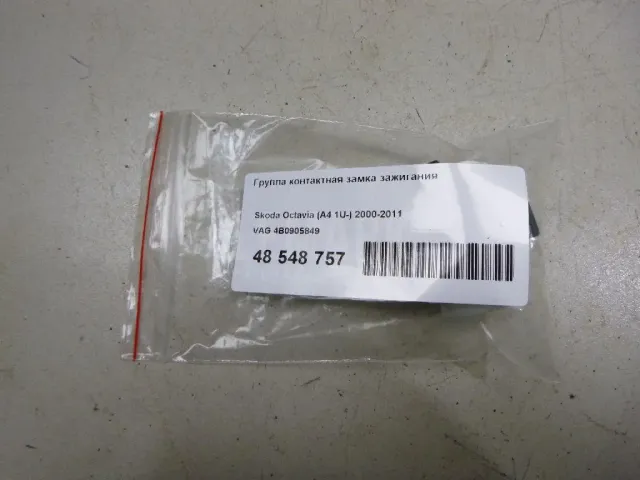 Группа контактная замка зажигания
Skoda Octavia (A4 1U-) 2000-2011
VAG 4B0905849
48 548 757